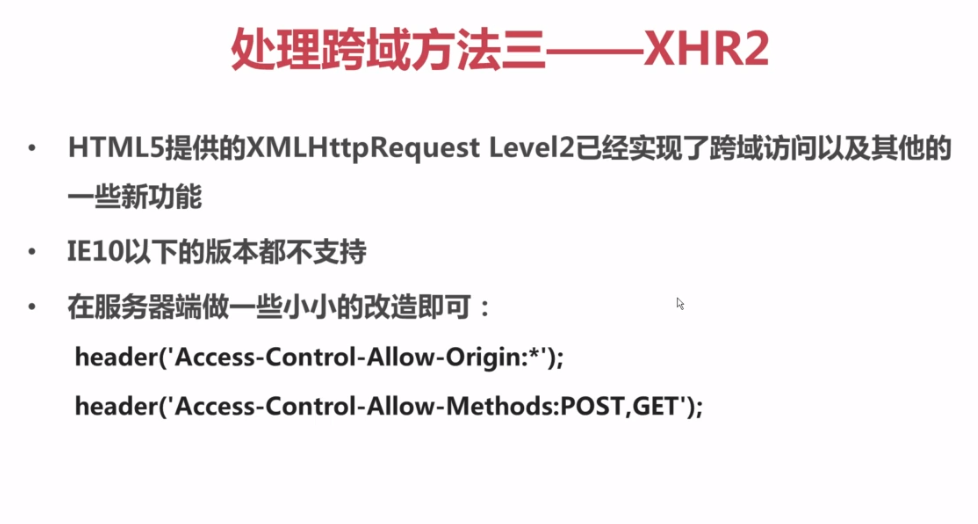 处理跨域方法三——XHR2
• HTML5提供的XMLHttpRequest Level2已经实现了跨域访问以及其他的
一些新功能
• IE10以下的版本都不支持
• 在服务器端做一些小小的改造即可：
header('Access-Control-Allow-Origin:*');
header('Access-Control-Allow-Methods:POST,GET');